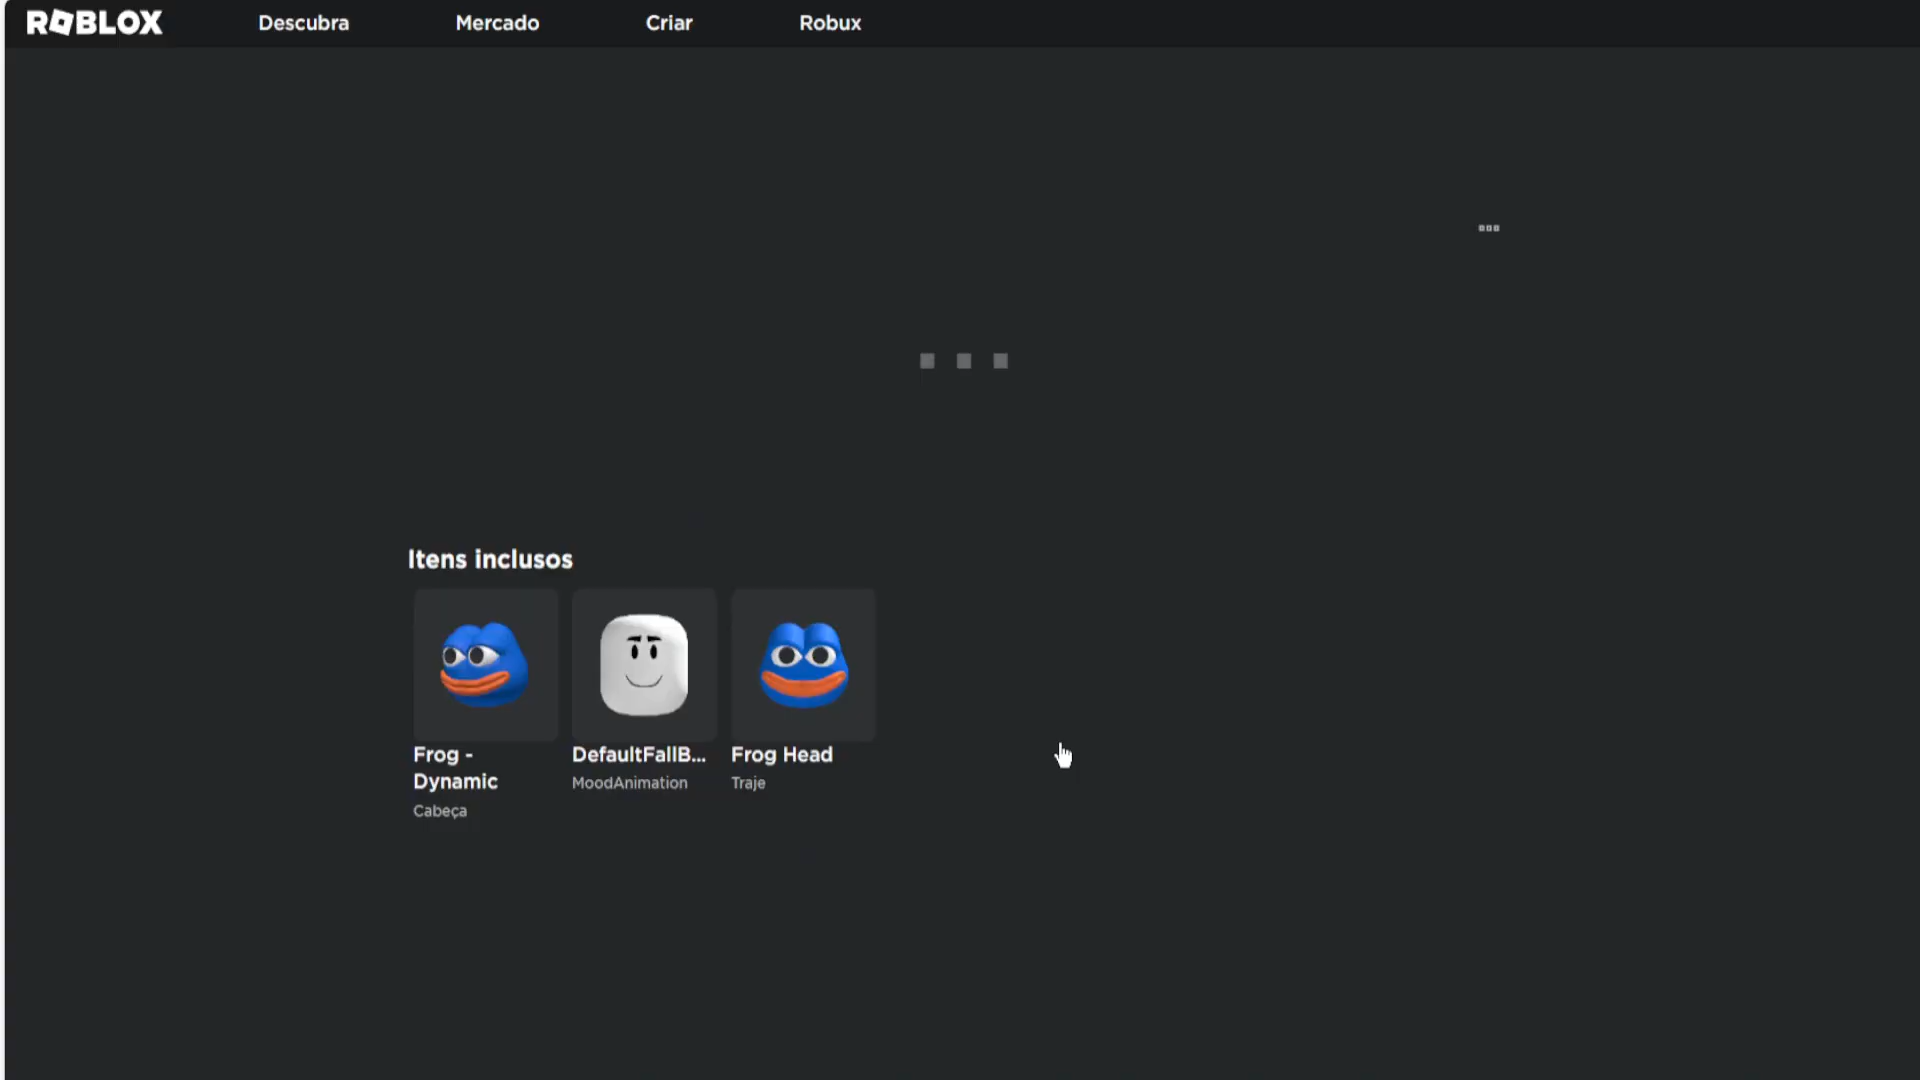 ROBLOX Descubra Mercado Criar Robux
Itens inclusos
Frog -
Dynamic
Cabeça
DefaultFallB...
MoodAnimation
Frog Head
Traje